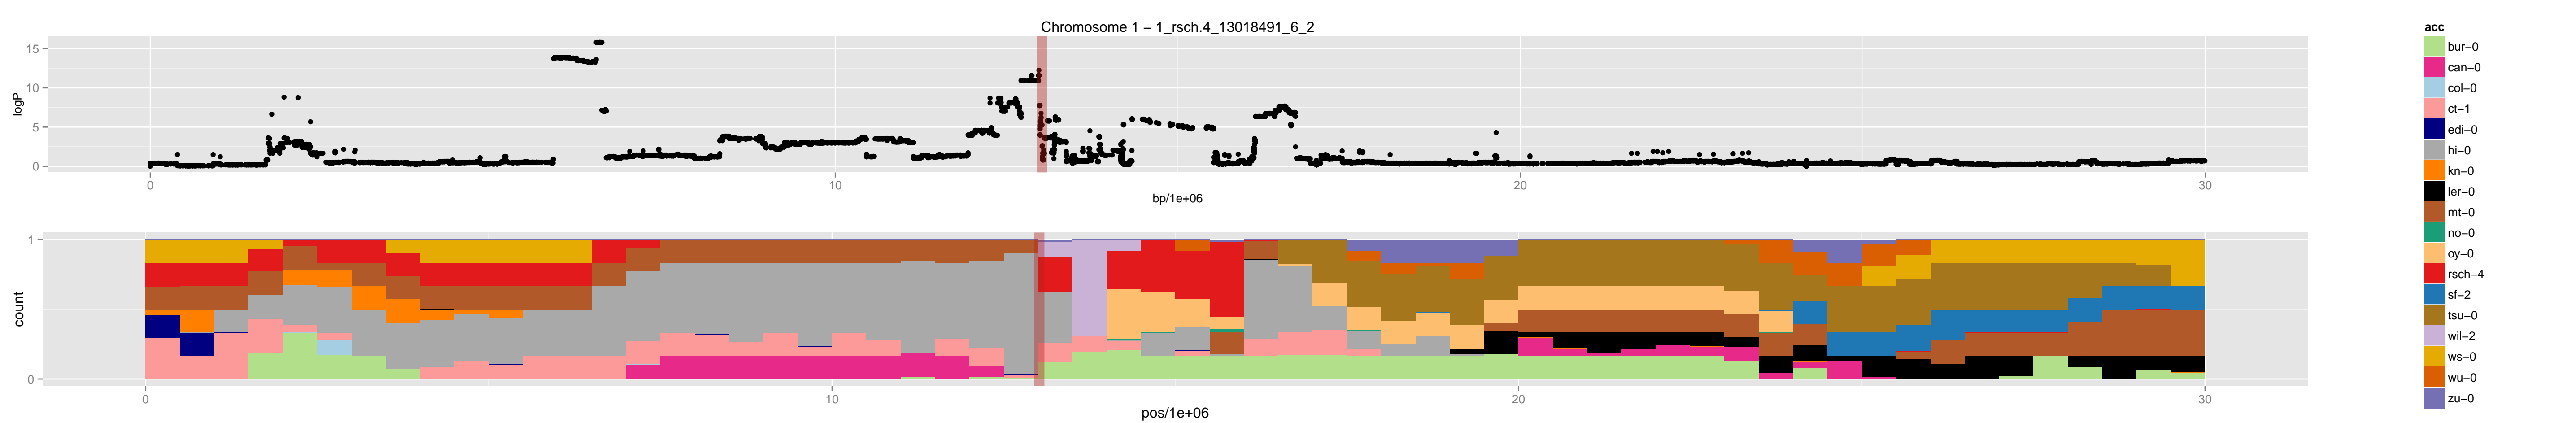 Chromosome 1 − 1_rsch.4_13018491_6_2
logP
15
10
5
0
0
10
20
30
bp/1e+06
count
1
0
0
10
20
30
pos/1e+06
acc
bur−0
can−0
col−0
ct−1
edi−0
hi−0
kn−0
ler−0
mt−0
no−0
oy−0
rsch−4
sf−2
tsu−0
wil−2
ws−0
wu−0
zu−0